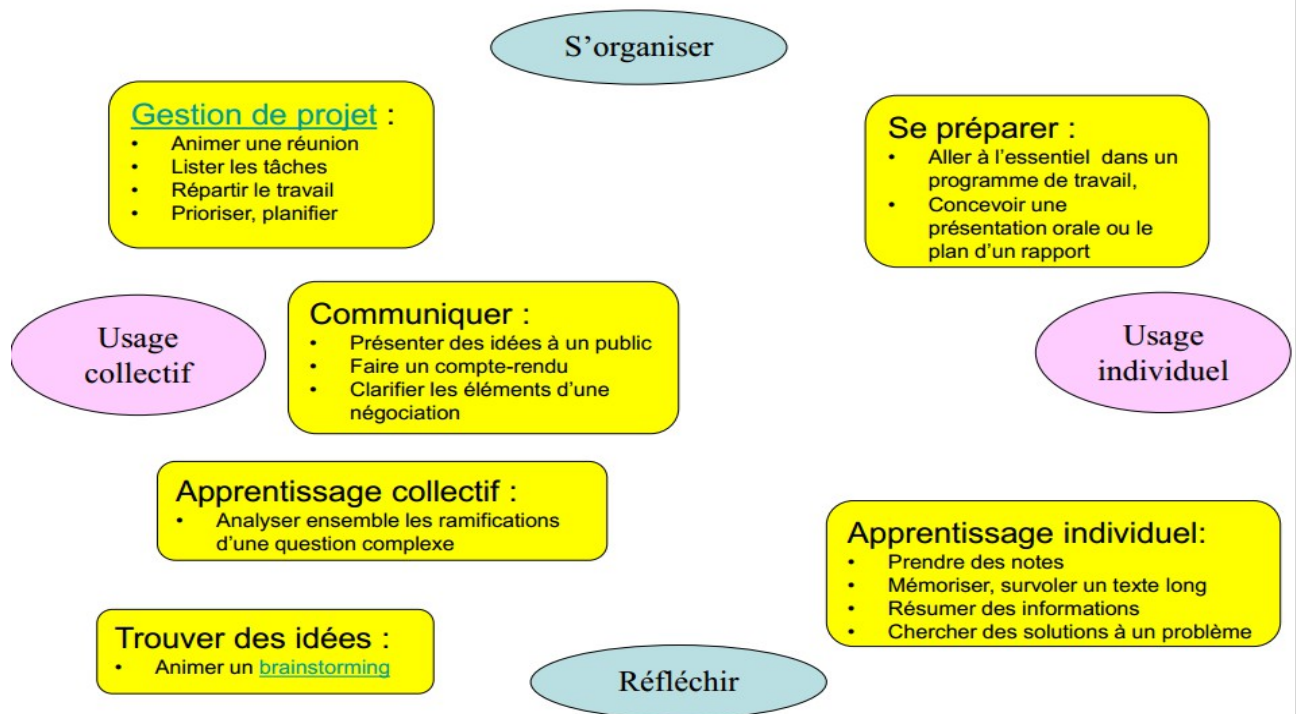 S’organiser
Gestion de projet :
• Animer une réunion
• Lister les tâches
• Répartir le travail
• Prioriser, planifier
Se préparer :
• Aller à l’essentiel dans un
programme de travail,
• Concevoir une
présentation orale ou le
plan d’un rapport
Usage
collectif
Communiquer :
• Présenter des idées à un public
• Faire un compte-rendu
• Clarifier les éléments d’une
négociation
Usage
individuel
Apprentissage collectif :
• Analyser ensemble les ramifications
d’une question complexe
Apprentissage individuel:
• Prendre des notes
• Mémoriser, survoler un texte long
• Résumer des informations
• Chercher des solutions à un problème
Trouver des idées :
• Animer un brainstorming
Réfléchir